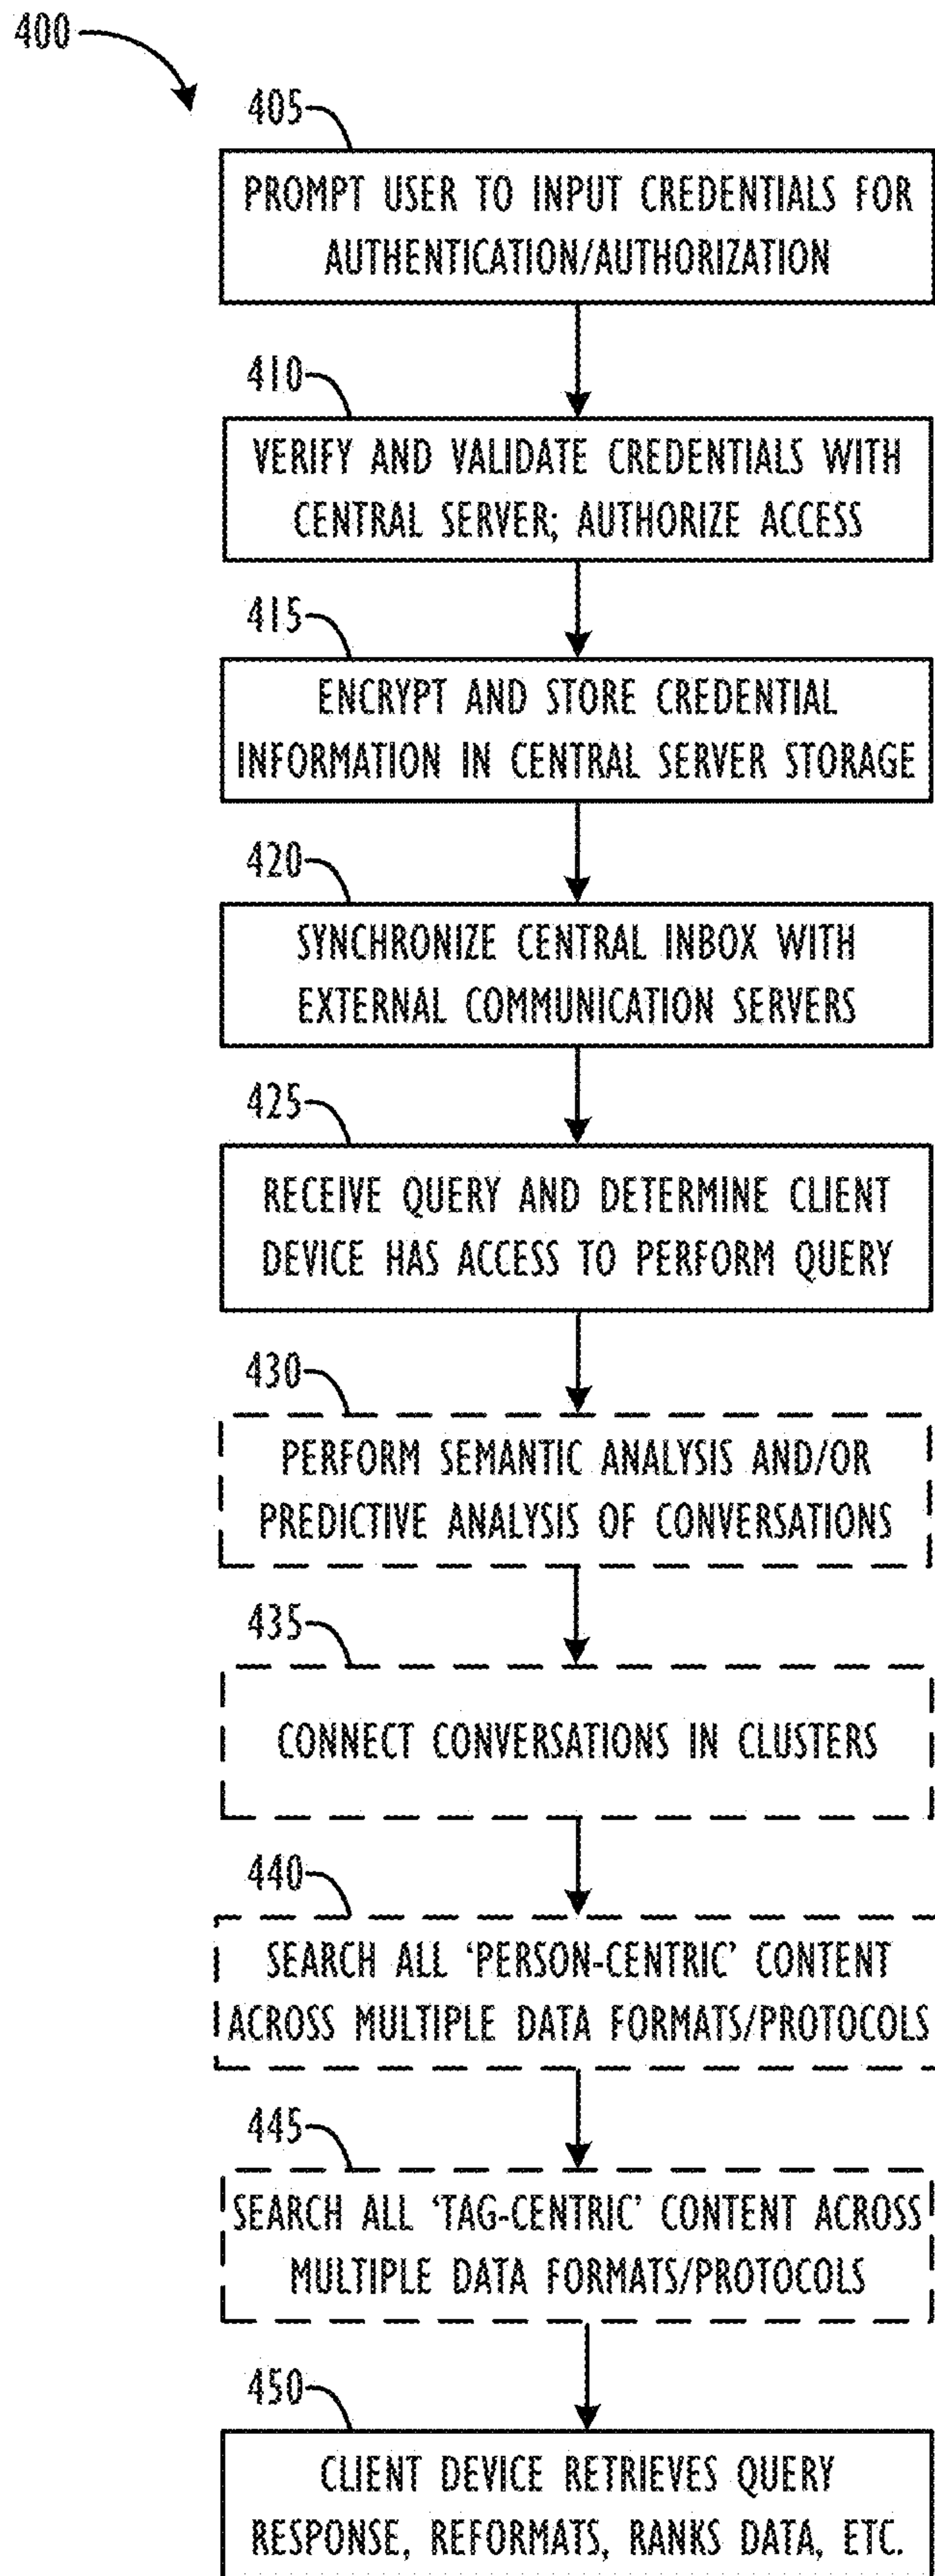 400
405
PROMPT USER TO INPUT CREDENTIALS FOR
AUTHENTICATION/AUTHORIZATION
410
VERIFY AND VALIDATE CREDENTIALS WITH
CENTRAL SERVER; AUTHORIZE ACCESS
415
ENCRYPT AND STORE CREDENTIAL
INFORMATION IN CENTRAL SERVER STORAGE
420
SYNCHRONIZE CENTRAL INBOX WITH
EXTERNAL COMMUNICATION SERVERS
425
RECEIVE QUERY AND DETERMINE CLIENT
DEVICE HAS ACCESS TO PERFORM QUERY
430
PERFORM SEMANTIC ANALYSIS AND/OR
PREDICTIVE ANALYSIS OF CONVERSATIONS
435
CONNECT CONVERSATIONS IN CLUSTERS
440
SEARCH ALL ‘PERSON-CENTRIC’ CONTENT
ACROSS MULTIPLE DATA FORMATS/PROTOCOLS
445
SEARCH ALL ‘TAG-CENTRIC’ CONTENT ACROSS
MULTIPLE DATA FORMATS/PROTOCOLS
450
CLIENT DEVICE RETRIEVES QUERY
RESPONSE, REFORMATS, RANKS DATA, ETC.